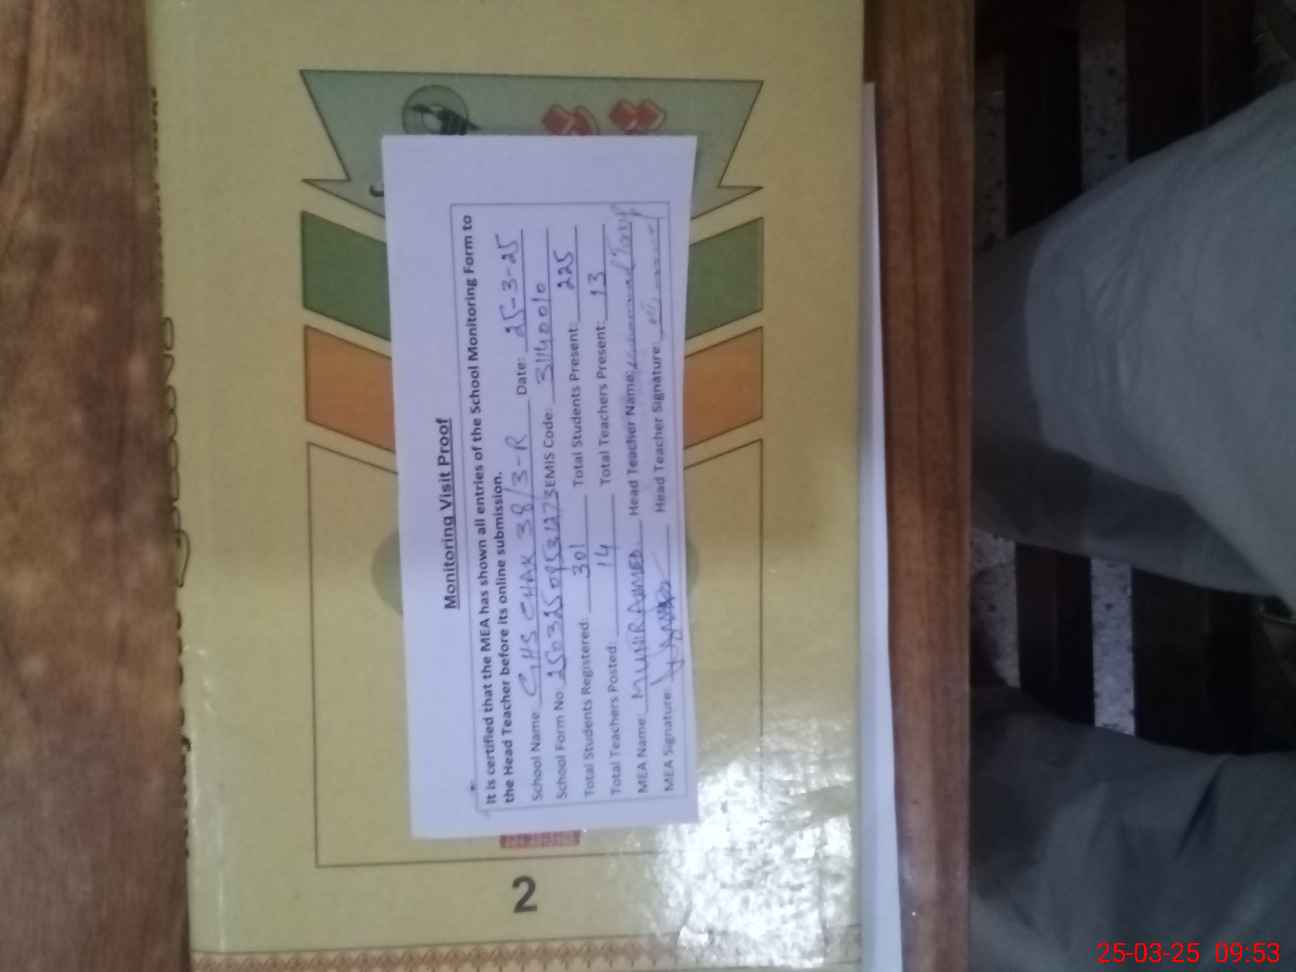 Monitoring Visit Proof
It is certified that the MEA has shown all entries of the School Monitoring Form to
the Head Teacher before its online submission.
School Name: GHS CHAK 38/3-R Date: 25-3-25
School Form No. EMIS Code: 31140010
Total Students Registered: 301 Total Students Present: 225
Total Teachers Posted: 14 Total Teachers Present: 13
MEA Name: MUNIR AHMED Head Teacher Name:
MEA Signature: Head Teacher Signature:
2
25-03-25 09:53